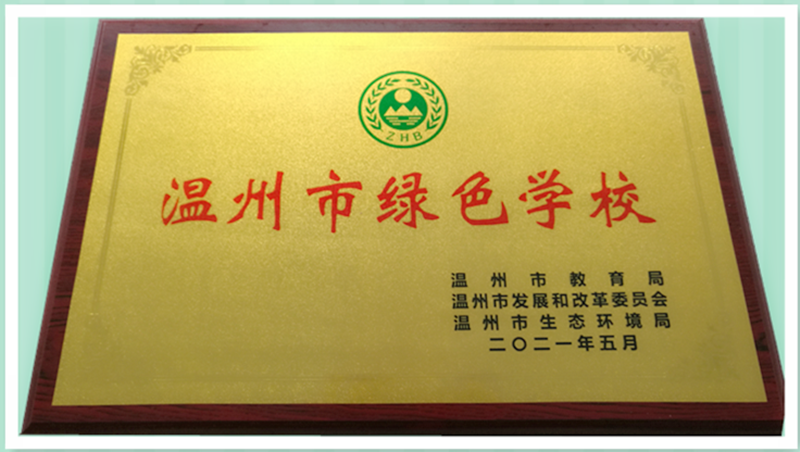 ZHB
温州市绿色学校
温州市教育局
温州市发展和改革委员会
温州市生态环境局
二〇二一年五月